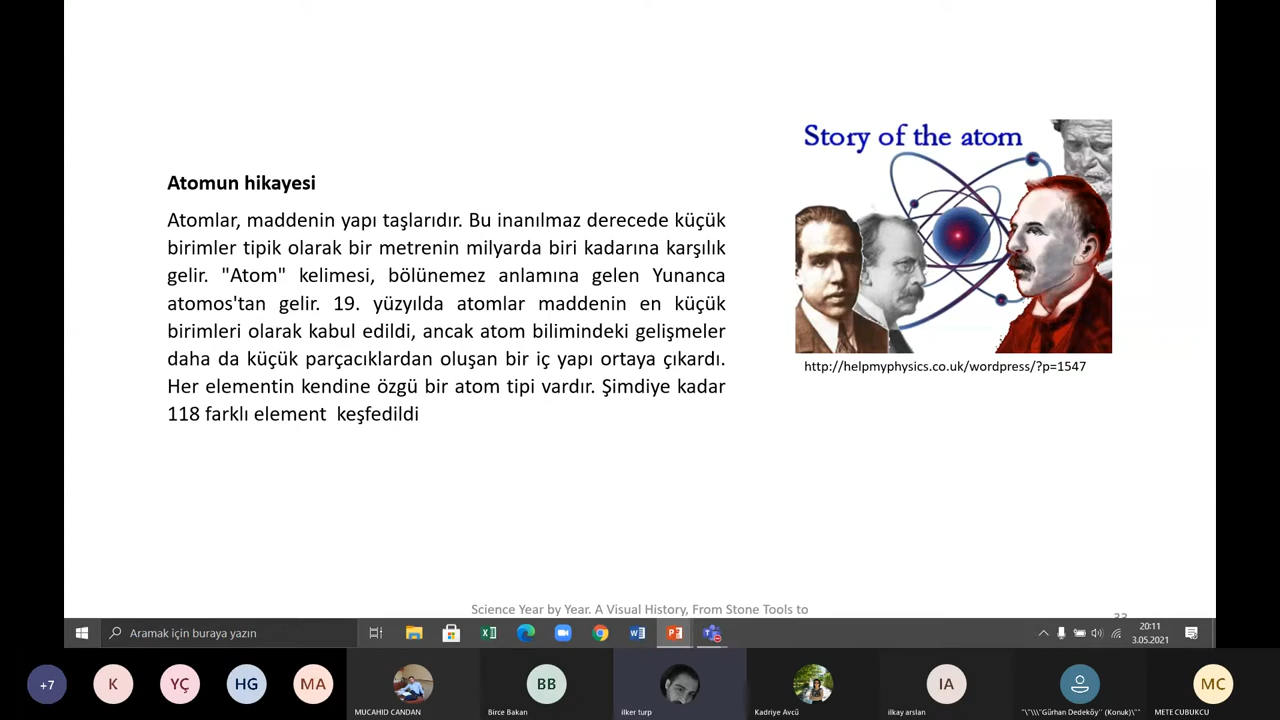 Story of the atom
Atomun hikayesi
Atomlar, maddenin yapı taşlarıdır. Bu inanılmaz derecede küçük
birimler tipik olarak bir metrenin milyarda biri kadarına karşılık
gelir. "Atom" kelimesi, bölünemez anlamına gelen Yunanca
atomos'tan gelir. 19. yüzyılda atomlar maddenin en küçük
birimleri olarak kabul edildi, ancak atom bilimindeki gelişmeler
daha da küçük parçacıklardan oluşan bir iç yapı ortaya çıkardı.
Her elementin kendine özgü bir atom tipi vardır. Şimdiye kadar
118 farklı element keşfedildi
http://helpmyphysics.co.uk/wordpress/?p=1547
Science Year by Year. A Visual History, From Stone Tools to
33
Aramak için buraya yazın
20:11
3.05.2021
+7 K YÇ HG MA BB IA MC
MUCAHID CANDAN Birce Bakan ilker turp Kadriye Avcü ilkay arslan "\"\\\"Gürhan Dedeköy'' (Konuk)\"" METE CUBUKCU